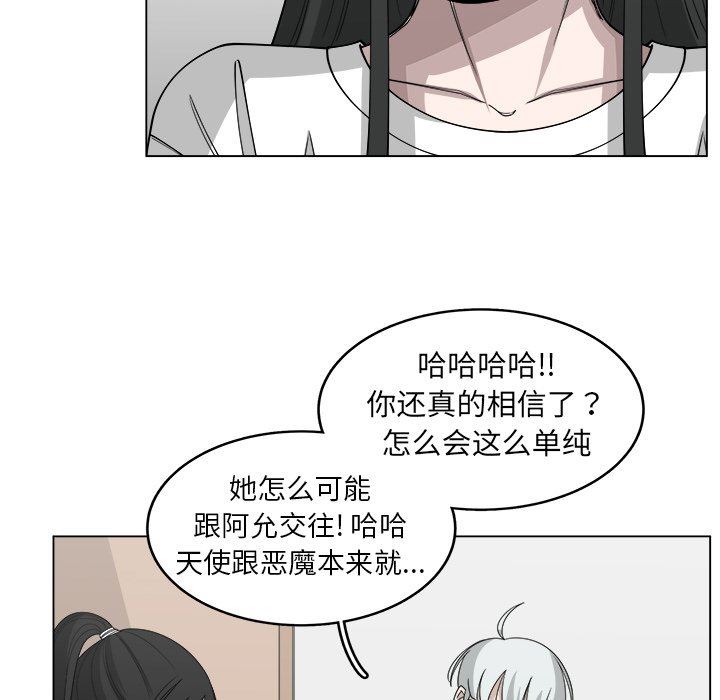 哈哈哈哈!!
你还真的相信了？
怎么会这么单纯
她怎么可能
跟阿允交往! 哈哈
天使跟恶魔本来就...